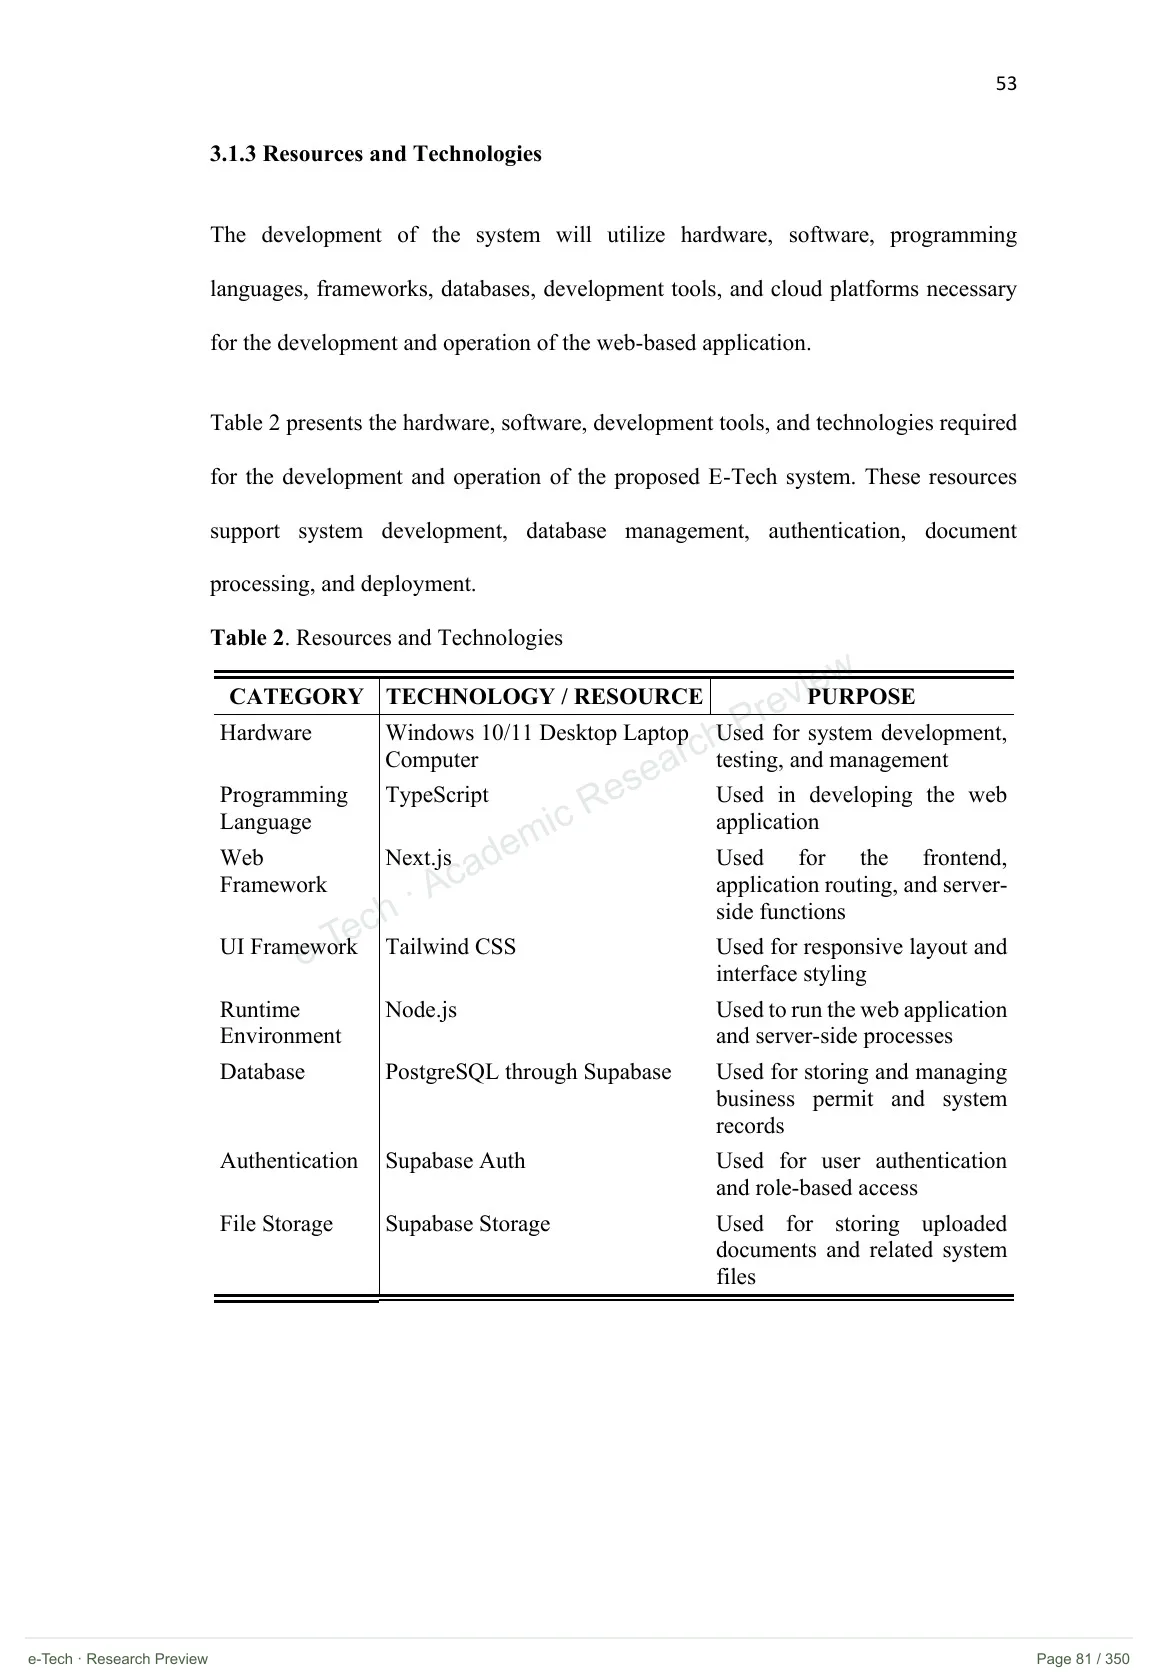 53
3.1.3 Resources and Technologies
The development of the system will utilize hardware, software, programming
languages, frameworks, databases, development tools, and cloud platforms necessary
for the development and operation of the web-based application.
Table 2 presents the hardware, software, development tools, and technologies required
for the development and operation of the proposed E-Tech system. These resources
support system development, database management, authentication, document
processing, and deployment.
Table 2. Resources and Technologies
CATEGORY TECHNOLOGY / RESOURCE PURPOSE
Hardware Windows 10/11 Desktop Laptop Used for system development,
Computer testing, and management
Programming TypeScript Used in developing the web
Language application
Web Next.js Used for the frontend,
Framework application routing, and server-
side functions
UI Framework Tailwind CSS Used for responsive layout and
interface styling
Runtime Node.js Used to run the web application
Environment and server-side processes
Database PostgreSQL through Supabase Used for storing and managing
business permit and system
records
Authentication Supabase Auth Used for user authentication
and role-based access
File Storage Supabase Storage Used for storing uploaded
documents and related system
files
e-Tech · Academic Research Preview
e-Tech · Research Preview Page 81 / 350